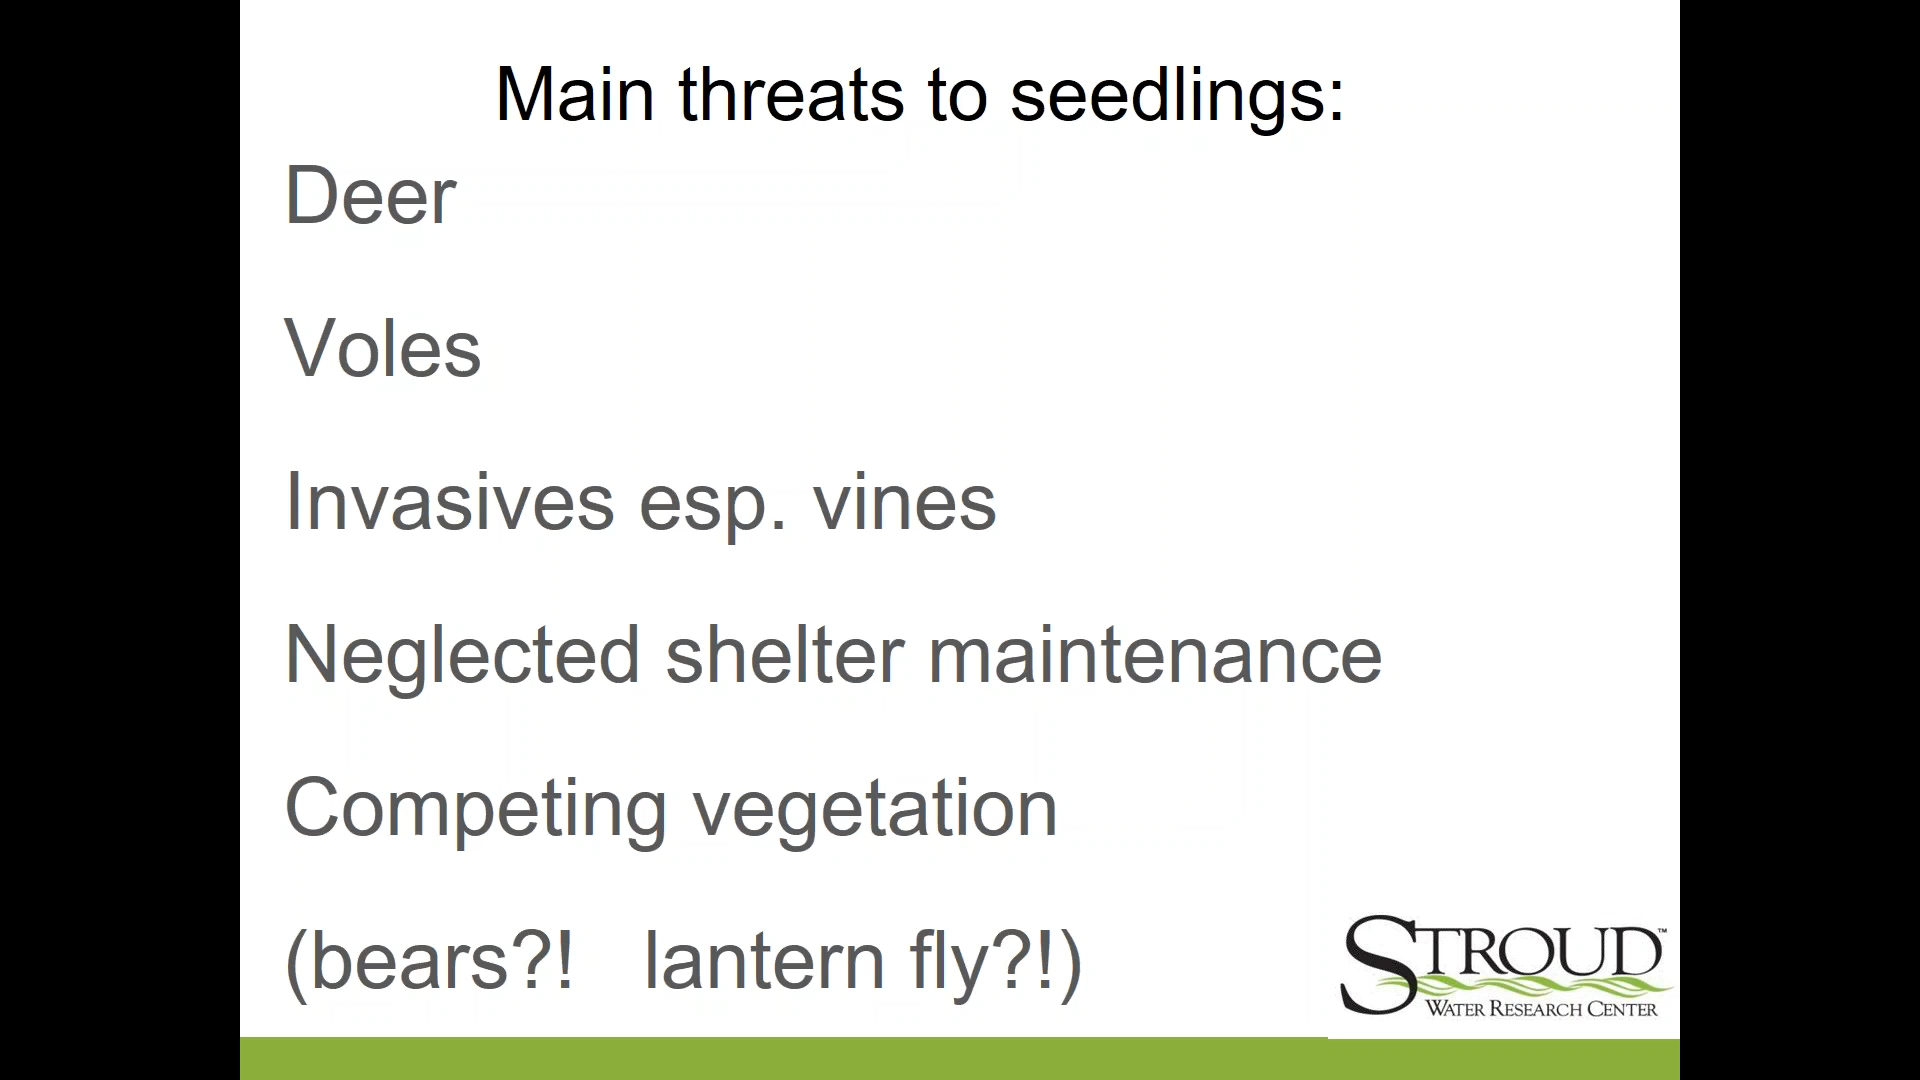 Main threats to seedlings:
Deer
Voles
Invasives esp. vines
Neglected shelter maintenance
Competing vegetation
(bears?!   lantern fly?!)
STROUD™
WATER RESEARCH CENTER